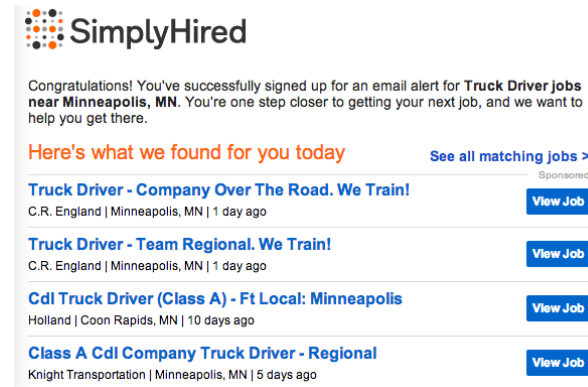 SimplyHired
Congratulations! You've successfully signed up for an email alert for Truck Driver jobs
near Minneapolis, MN. You're one step closer to getting your next job, and we want to
help you get there.
Here's what we found for you today
See all matching jobs >
Sponsored
Truck Driver - Company Over The Road. We Train!
C.R. England | Minneapolis, MN | 1 day ago
View Job
Truck Driver - Team Regional. We Train!
C.R. England | Minneapolis, MN | 1 day ago
View Job
Cdl Truck Driver (Class A) - Ft Local: Minneapolis
Holland | Coon Rapids, MN | 10 days ago
View Job
Class A Cdl Company Truck Driver - Regional
Knight Transportation | Minneapolis, MN | 5 days ago
View Job